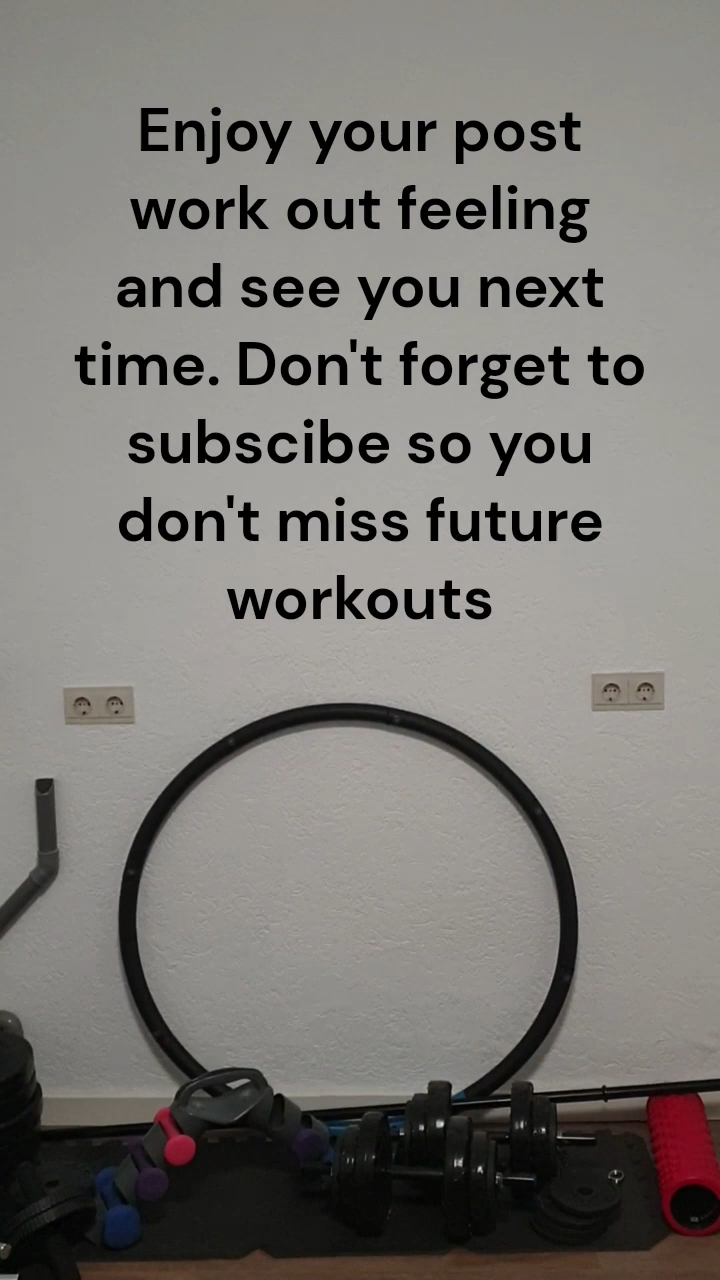 Enjoy your post
work out feeling
and see you next
time. Don't forget to
subscibe so you
don't miss future
workouts